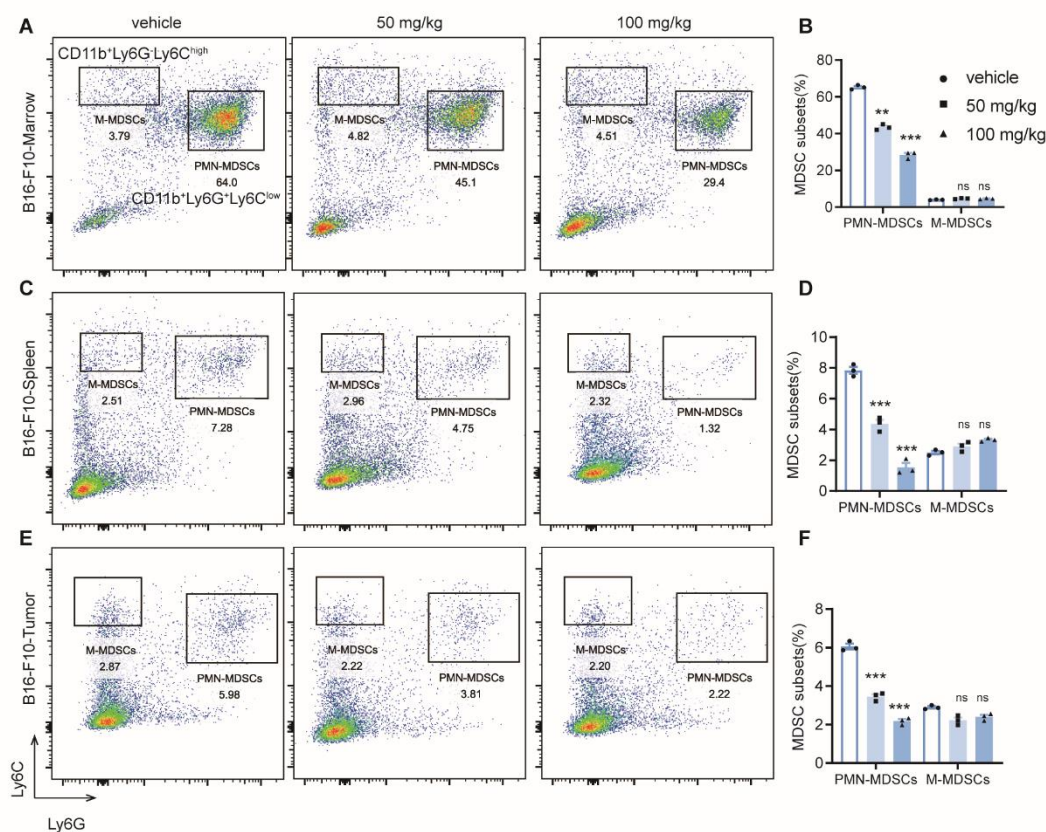 vehicle
50 mg/kg
100 mg/kg
A
B16-F10-Marrow
CD11b⁺Ly6G⁻Ly6Cʰⁱᵍʰ
M-MDSCs
3.79
PMN-MDSCs
64.0
CD11b⁺Ly6G⁺Ly6Cˡᵒʷ
M-MDSCs
4.82
PMN-MDSCs
45.1
M-MDSCs
4.51
PMN-MDSCs
29.4
B
MDSC subsets(%)
60
40
20
0
**
***
ns
ns
PMN-MDSCs
M-MDSCs
vehicle
50 mg/kg
100 mg/kg
C
B16-F10-Spleen
M-MDSCs
2.51
PMN-MDSCs
7.28
M-MDSCs
2.96
PMN-MDSCs
4.75
M-MDSCs
2.32
PMN-MDSCs
1.32
D
MDSC subsets(%)
8
6
4
2
0
***
***
ns
ns
PMN-MDSCs
M-MDSCs
E
B16-F10-Tumor
M-MDSCs
2.87
PMN-MDSCs
5.98
M-MDSCs
2.22
PMN-MDSCs
3.81
M-MDSCs
2.20
PMN-MDSCs
2.22
F
MDSC subsets(%)
8
6
4
2
0
***
***
ns
ns
PMN-MDSCs
M-MDSCs
Ly6C
Ly6G